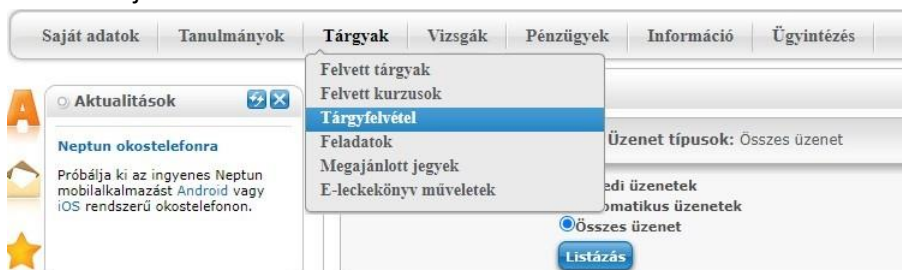 Saját adatok Tanulmányok Tárgyak Vizsgák Pénzügyek Információ Ügyintézés
Felvett tárgyak
Felvett kurzusok
Tárgyfelvétel
Feladatok
Megajánlott jegyek
E-leckekönyv műveletek
Aktualitások
Neptun okostelefonra
Próbálja ki az ingyenes Neptun
mobilalkalmazást Android vagy
iOS rendszerű okostelefonon.
Üzenet típusok: Összes üzenet
üzenetek
üzenetek
Összes üzenet
Listázás